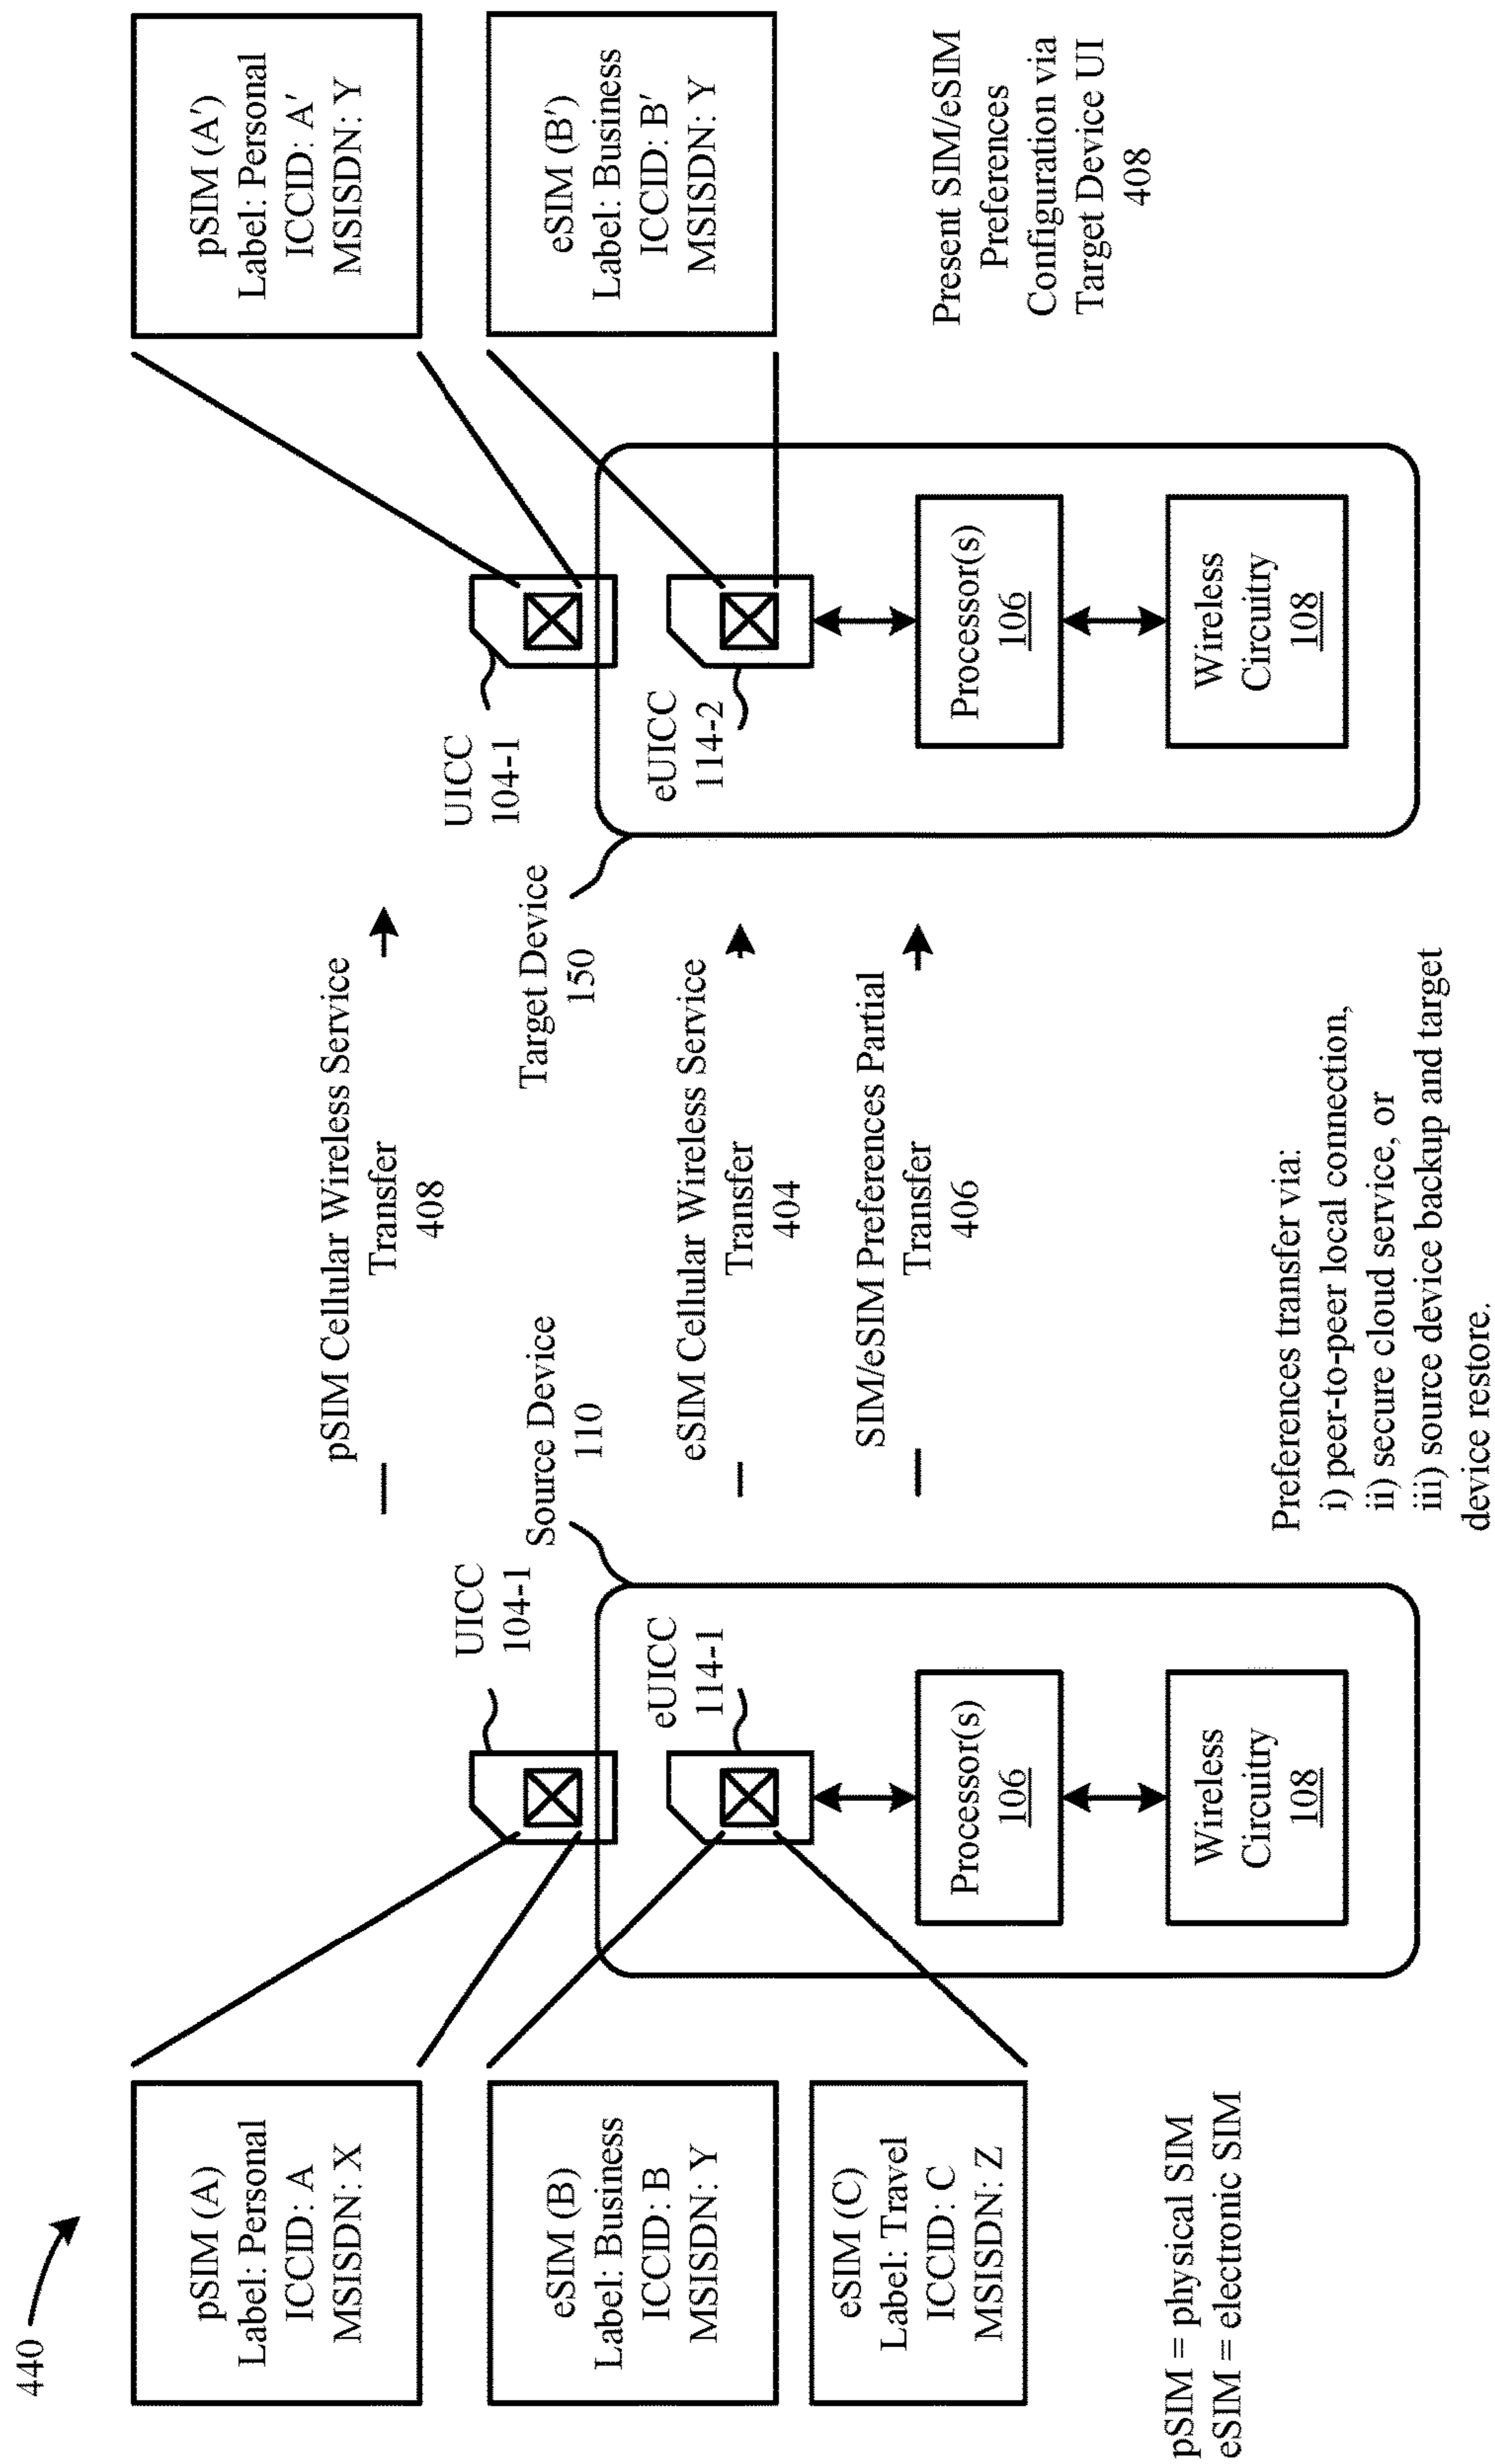 440
pSIM (A)
Label: Personal
ICCID: A
MSISDN: X
eSIM (B)
Label: Business
ICCID: B
MSISDN: Y
eSIM (C)
Label: Travel
ICCID: C
MSISDN: Z
pSIM = physical SIM
eSIM = electronic SIM
UICC
104-1
Source Device
110
eUICC
114-1
Processor(s)
106
Wireless
Circuitry
108
pSIM Cellular Wireless Service
Transfer
408
eSIM Cellular Wireless Service
Transfer
404
SIM/eSIM Preferences Partial
Transfer
406
Preferences transfer via:
i) peer-to-peer local connection,
ii) secure cloud service, or
iii) source device backup and target
device restore.
UICC
104-1
Target Device
150
eUICC
114-2
Processor(s)
106
Wireless
Circuitry
108
pSIM (A')
Label: Personal
ICCID: A'
MSISDN: Y
eSIM (B')
Label: Business
ICCID: B'
MSISDN: Y
Present SIM/eSIM
Preferences
Configuration via
Target Device UI
408